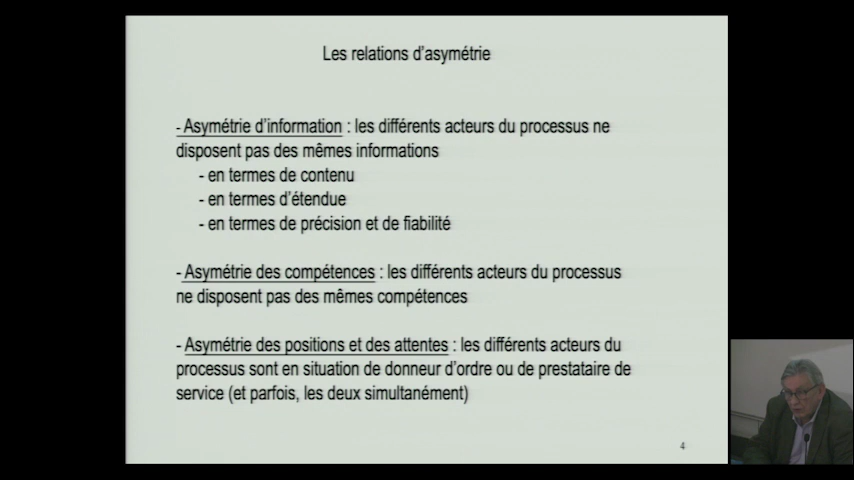 Les relations d'asymétrie
- Asymétrie d'information : les différents acteurs du processus ne
disposent pas des mêmes informations
- en termes de contenu
- en termes d'étendue
- en termes de précision et de fiabilité
- Asymétrie des compétences : les différents acteurs du processus
ne disposent pas des mêmes compétences
- Asymétrie des positions et des attentes : les différents acteurs du
processus sont en situation de donneur d'ordre ou de prestataire de
service (et parfois, les deux simultanément)
4